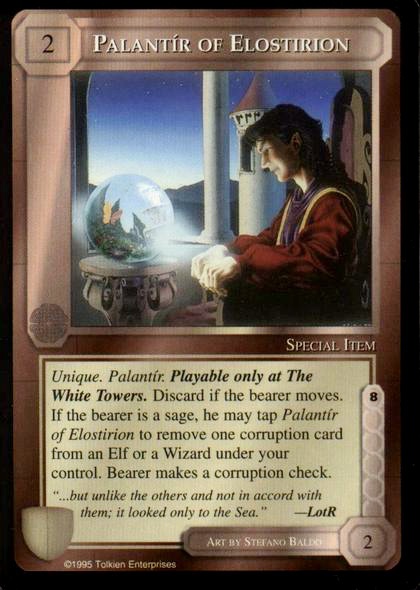 2
PALANTÍR OF ELOSTIRION
SPECIAL ITEM
Unique. Palantír. Playable only at The
White Towers. Discard if the bearer moves.
If the bearer is a sage, he may tap Palantír
of Elostirion to remove one corruption card
from an Elf or a Wizard under your
control. Bearer makes a corruption check.
8
“...but unlike the others and not in accord with
them; it looked only to the Sea.” —LotR
ART BY STEFANO BALDO
2
©1995 Tolkien Enterprises